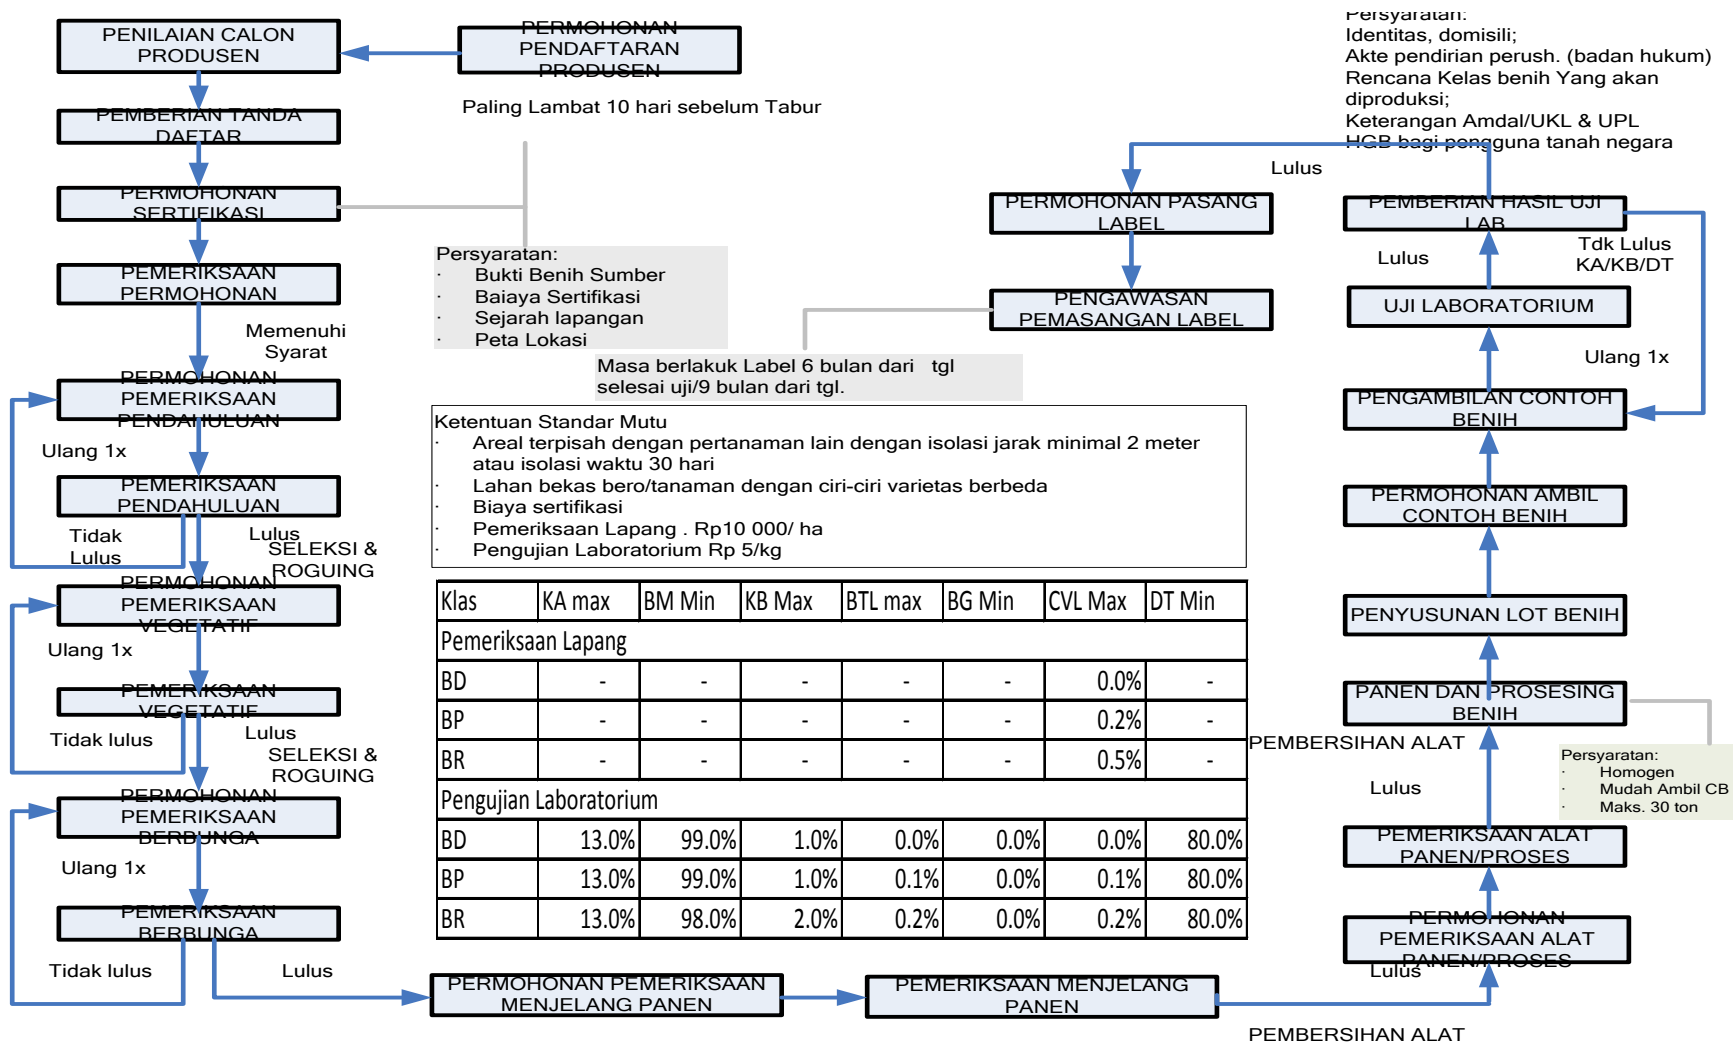 PENILAIAN CALON
PRODUSEN
PERMOHONAN
PENDAFTARAN
PRODUSEN
Persyaratan:
Identitas, domisili;
Akte pendirian perush. (badan hukum)
Rencana Kelas benih Yang akan
diproduksi;
Keterangan Amdal/UKL & UPL
HGB bagi pengguna tanah negara
Paling Lambat 10 hari sebelum Tabur
PEMBERIAN TANDA
DAFTAR
PERMOHONAN
SERTIFIKASI
PEMERIKSAAN
PERMOHONAN
Memenuhi
Syarat
Persyaratan:
· Bukti Benih Sumber
· Baiaya Sertifikasi
· Sejarah lapangan
· Peta Lokasi
Lulus
PERMOHONAN PASANG
LABEL
PENGAWASAN
PEMASANGAN LABEL
Masa berlakuk Label 6 bulan dari tgl
selesai uji/9 bulan dari tgl.
PEMBERIAN HASIL UJI
LAB
Lulus
Tdk Lulus
KA/KB/DT
UJI LABORATORIUM
Ulang 1x
PENGAMBILAN CONTOH
BENIH
PERMOHONAN AMBIL
CONTOH BENIH
PENYUSUNAN LOT BENIH
PANEN DAN PROSESING
BENIH
PEMBERSIHAN ALAT
Persyaratan:
· Homogen
· Mudah Ambil CB
· Maks. 30 ton
Lulus
PEMERIKSAAN ALAT
PANEN/PROSES
PERMOHONAN
PEMERIKSAAN ALAT
PANEN/PROSES
Lulus
PERMOHONAN
PEMERIKSAAN
PENDAHULUAN
Ulang 1x
PEMERIKSAAN
PENDAHULUAN
Tidak
Lulus
Lulus
SELEKSI &
ROGUING
PERMOHONAN
PEMERIKSAAN
VEGETATIF
Ulang 1x
PEMERIKSAAN
VEGETATIF
Tidak lulus
Lulus
SELEKSI &
ROGUING
PERMOHONAN
PEMERIKSAAN
BERBUNGA
Ulang 1x
PEMERIKSAAN
BERBUNGA
Tidak lulus
Lulus
Ketentuan Standar Mutu
· Areal terpisah dengan pertanaman lain dengan isolasi jarak minimal 2 meter
atau isolasi waktu 30 hari
· Lahan bekas bero/tanaman dengan ciri-ciri varietas berbeda
· Biaya sertifikasi
· Pemeriksaan Lapang . Rp10 000/ ha
· Pengujian Laboratorium Rp 5/kg
Klas KA max BM Min KB Max BTL max BG Min CVL Max DT Min
Pemeriksaan Lapang
BD - - - - - 0.0% -
BP - - - - - 0.2% -
BR - - - - - 0.5% -
Pengujian Laboratorium
BD 13.0% 99.0% 1.0% 0.0% 0.0% 0.0% 80.0%
BP 13.0% 99.0% 1.0% 0.1% 0.0% 0.1% 80.0%
BR 13.0% 98.0% 2.0% 0.2% 0.0% 0.2% 80.0%
PERMOHONAN PEMERIKSAAN
MENJELANG PANEN
PEMERIKSAAN MENJELANG
PANEN
PEMBERSIHAN ALAT